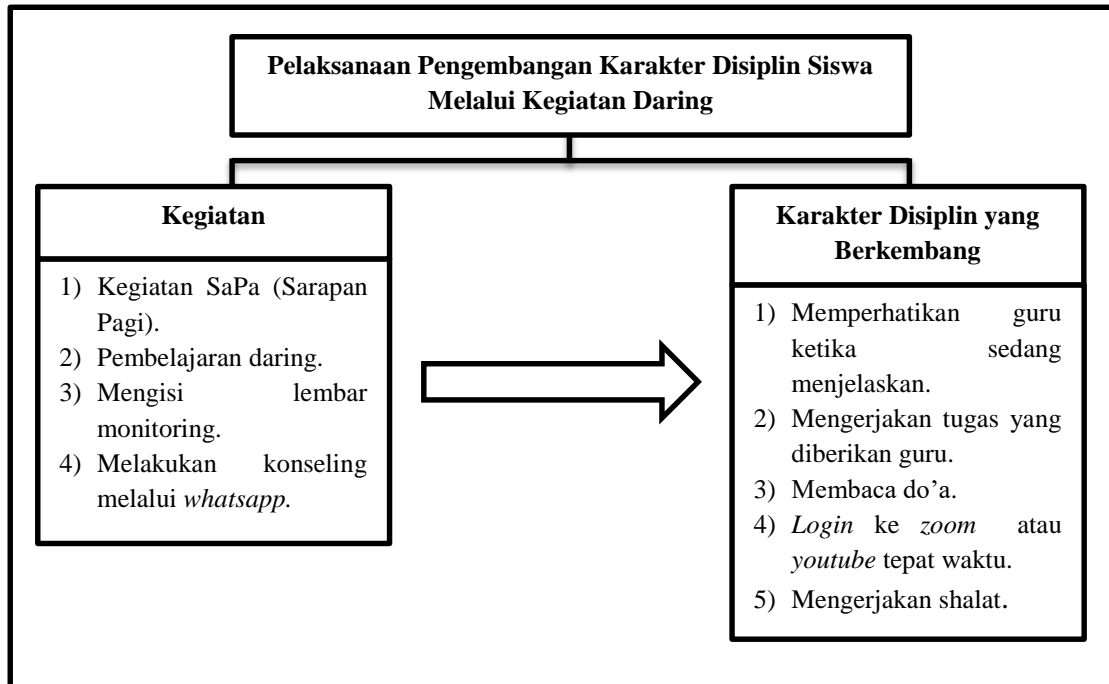 Pelaksanaan Pengembangan Karakter Disiplin Siswa
Melalui Kegiatan Daring
Kegiatan
1) Kegiatan SaPa (Sarapan
Pagi).
2) Pembelajaran daring.
3) Mengisi lembar
monitoring.
4) Melakukan konseling
melalui whatsapp.
Karakter Disiplin yang
Berkembang
1) Memperhatikan guru
ketika sedang
menjelaskan.
2) Mengerjakan tugas yang
diberikan guru.
3) Membaca do’a.
4) Login ke zoom atau
youtube tepat waktu.
5) Mengerjakan shalat.